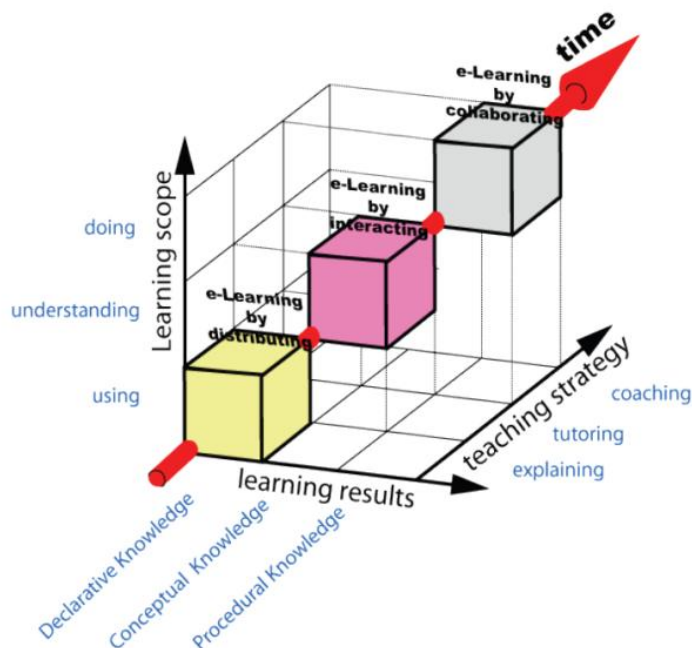 time
e-Learning
by
collaborating
e-Learning
by
interacting
e-Learning
by
distributing
Learning scope
doing
understanding
using
teaching strategy
coaching
tutoring
explaining
learning results
Declarative Knowledge
Conceptual Knowledge
Procedural Knowledge